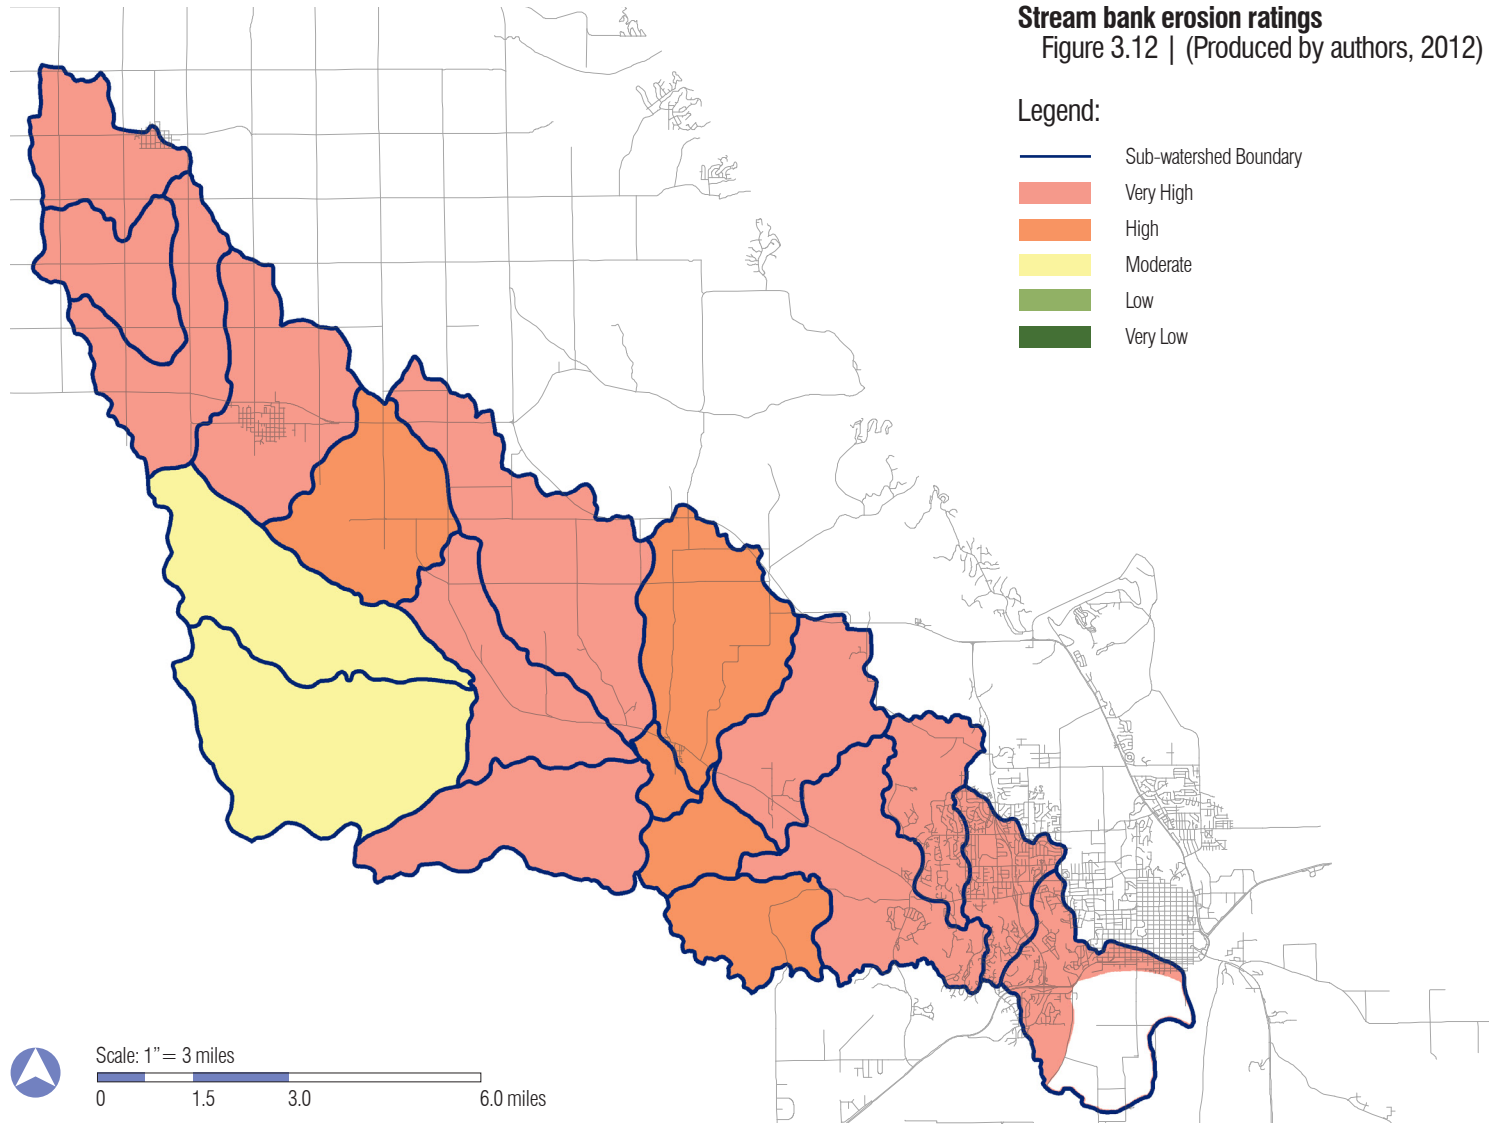 Stream bank erosion ratings
Figure 3.12 | (Produced by authors, 2012)
Legend:
Sub-watershed Boundary
Very High
High
Moderate
Low
Very Low
Scale: 1”= 3 miles
0 1.5 3.0 6.0 miles